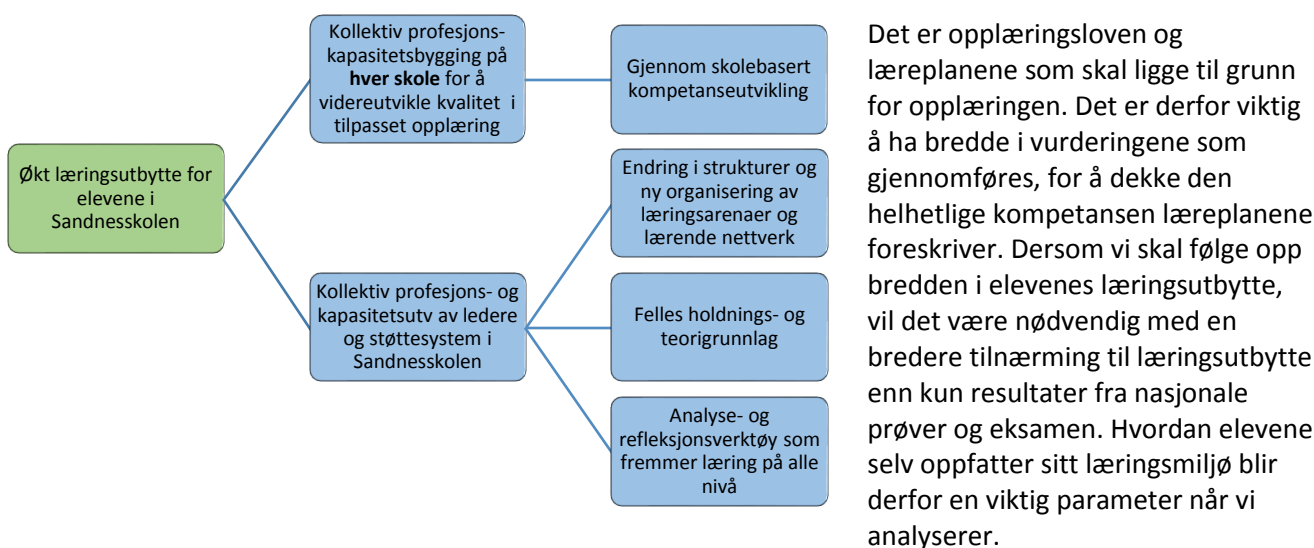 Økt læringsutbytte for
elevene i
Sandnesskolen
Kollektiv profesjons-
kapasitetsbygging på
hver skole for å
videreutvikle kvalitet i
tilpasset opplæring
Gjennom skolebasert
kompetanseutvikling
Kollektiv profesjons- og
kapasitetsutv av ledere
og støttesystem i
Sandnesskolen
Endring i strukturer og
ny organisering av
læringsarenaer og
lærende nettverk
Felles holdnings- og
teorigrunnlag
Analyse- og
refleksjonsverktøy som
fremmer læring på alle
nivå
Det er opplæringsloven og
læreplanene som skal ligge til grunn
for opplæringen. Det er derfor viktig
å ha bredde i vurderingene som
gjennomføres, for å dekke den
helhetlige kompetansen læreplanene
foreskriver. Dersom vi skal følge opp
bredden i elevenes læringsutbytte,
vil det være nødvendig med en
bredere tilnærming til læringsutbytte
enn kun resultater fra nasjonale
prøver og eksamen. Hvordan elevene
selv oppfatter sitt læringsmiljø blir
derfor en viktig parameter når vi
analyserer.